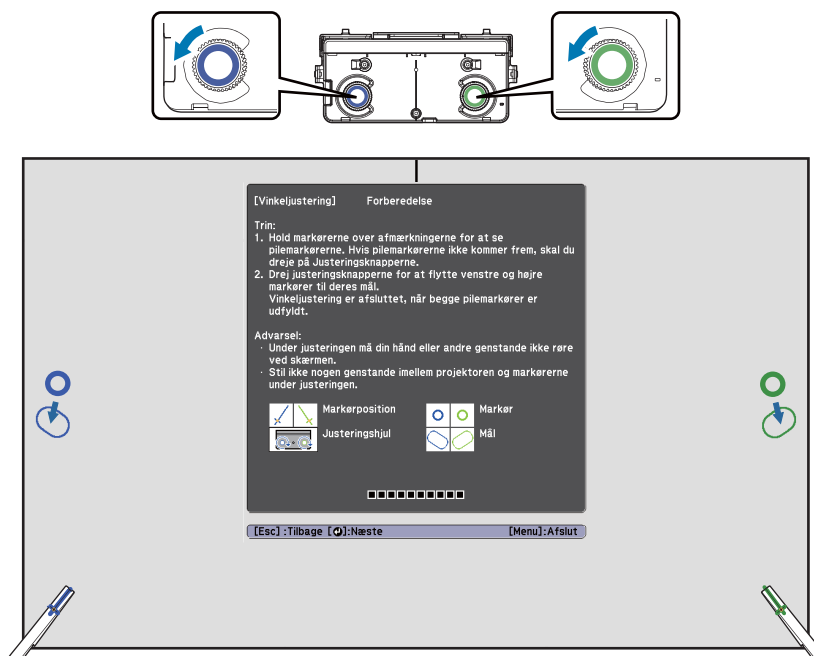 [Vinkeljustering] Forberedelse
Trin:
1. Hold markørerne over afmærkningerne for at se
pilemarkørerne. Hvis pilemarkørerne ikke kommer frem, skal du
dreje på Justeringsknapperne.
2. Drej justeringsknapperne for at flytte venstre og højre
markører til deres mål.
Vinkeljustering er afsluttet, når begge pilemarkører er
udfyldt.
Advarsel:
· Under justeringen må din hånd eller andre genstande ikke røre
ved skærmen.
· Stil ikke nogen genstande imellem projektoren og markørerne
under justeringen.
Markørposition
Markør
Justeringshjul
Mål
[Esc] :Tilbage [⏎]:Næste [Menu]:Afslut